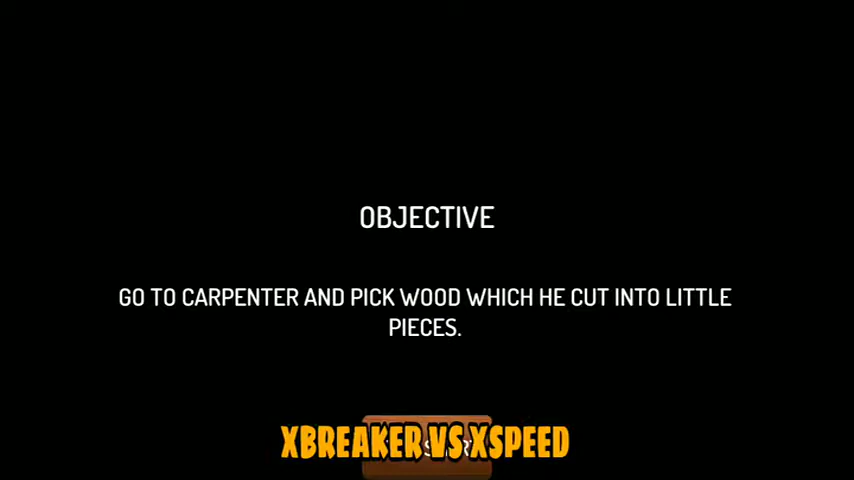 OBJECTIVE
GO TO CARPENTER AND PICK WOOD WHICH HE CUT INTO LITTLE
PIECES.
XBREAKER VS XSPEED